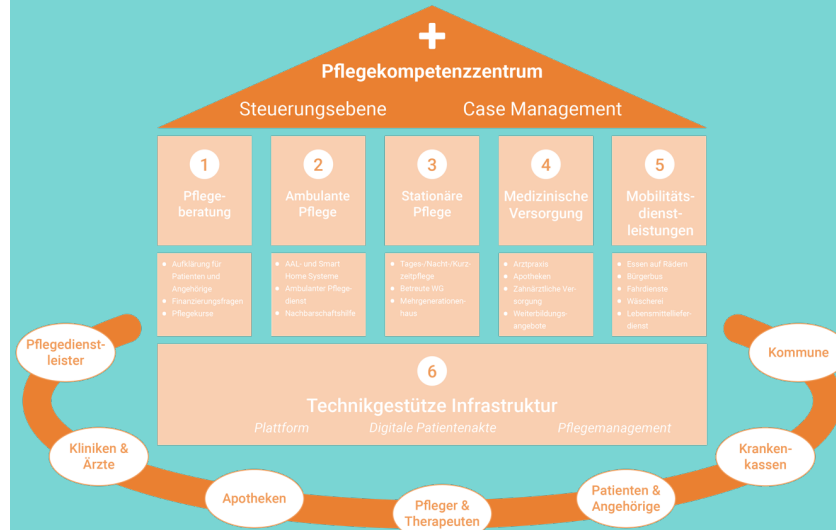 Pflegekompetenzzentrum
Steuerungsebene
Case Management
1
Pflege-
beratung
2
Ambulante
Pflege
3
Stationäre
Pflege
4
Medizinische
Versorgung
5
Mobilitäts-
dienst-
leistungen
Aufklärung für
Patienten und
Angehörige
Finanzierungsfragen
Pflegekurse
AAL- und Smart
Home Systeme
Ambulanter Pflege-
dienst
Nachbarschaftshilfe
Tages-/Nacht-/Kurz-
zeitpflege
Betreute WG
Mehrgenerationen-
haus
Arztpraxis
Apotheken
Zahnärztliche Ver-
sorgung
Weiterbildungs-
angebote
Essen auf Rädern
Bürgerbus
Fahrdienste
Wäscherei
Lebensmittelliefer-
dienst
6
Technikgestütze Infrastruktur
Plattform
Digitale Patientenakte
Pflegemanagement
Pflegedienst-
leister
Kliniken &
Ärzte
Apotheken
Pfleger &
Therapeuten
Patienten &
Angehörige
Kranken-
kassen
Kommune